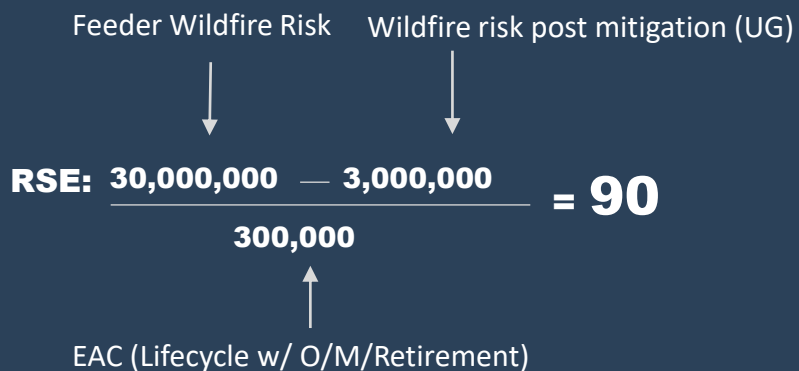 Feeder Wildfire Risk Wildfire risk post mitigation (UG)
RSE: 30,000,000 — 3,000,000
= 90
300,000
EAC (Lifecycle w/ O/M/Retirement)